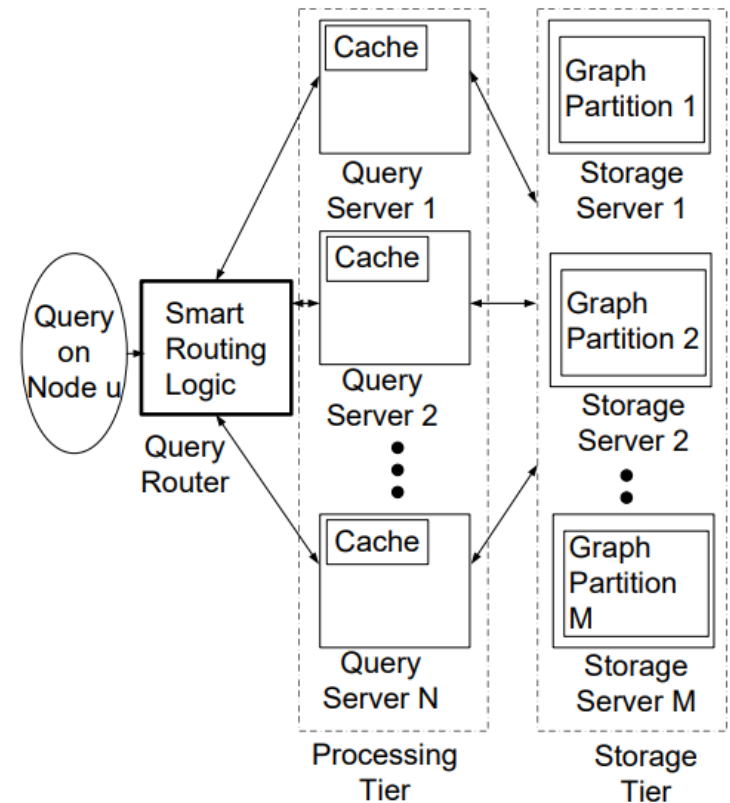 Query
on
Node u
Smart
Routing
Logic
Query
Router
Cache
Query
Server 1
Cache
Query
Server 2
Cache
Query
Server N
Processing
Tier
Graph
Partition 1
Storage
Server 1
Graph
Partition 2
Storage
Server 2
Graph
Partition
M
Storage
Server M
Storage
Tier